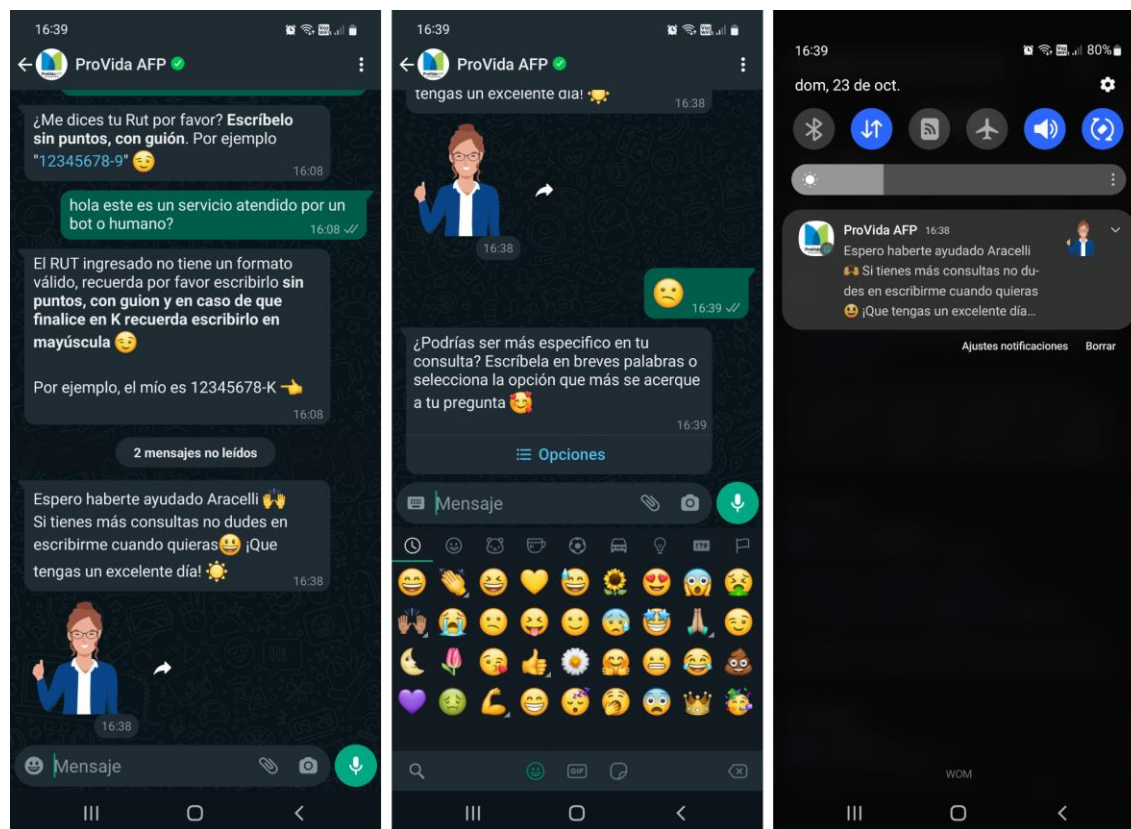 16:39
ProVida AFP
¿Me dices tu Rut por favor? Escríbelo
sin puntos, con guión. Por ejemplo
"12345678-9" 😉
16:08
hola este es un servicio atendido por un
bot o humano?
16:08
El RUT ingresado no tiene un formato
válido, recuerda por favor escribirlo sin
puntos, con guion y en caso de que
finalice en K recuerda escribirlo en
mayúscula 😉
Por ejemplo, el mío es 12345678-K 👈
16:08
2 mensajes no leídos
Espero haberte ayudado Aracelli 🙌
Si tienes más consultas no dudes en
escribirme cuando quieras😃 ¡Que
tengas un excelente día! ☀️
16:38
16:38
Mensaje
16:39
ProVida AFP
tengas un excelente día! ☀️
16:38
16:38
😕
16:39
¿Podrías ser más especifico en tu
consulta? Escríbela en breves palabras o
selecciona la opción que más se acerque
a tu pregunta 🥰
16:39
Opciones
Mensaje
GIF
16:39
80%
dom, 23 de oct.
ProVida AFP 16:38
Espero haberte ayudado Aracelli
🙌 Si tienes más consultas no du-
des en escribirme cuando quieras
😃 ¡Que tengas un excelente día...
Ajustes notificaciones Borrar
WOM